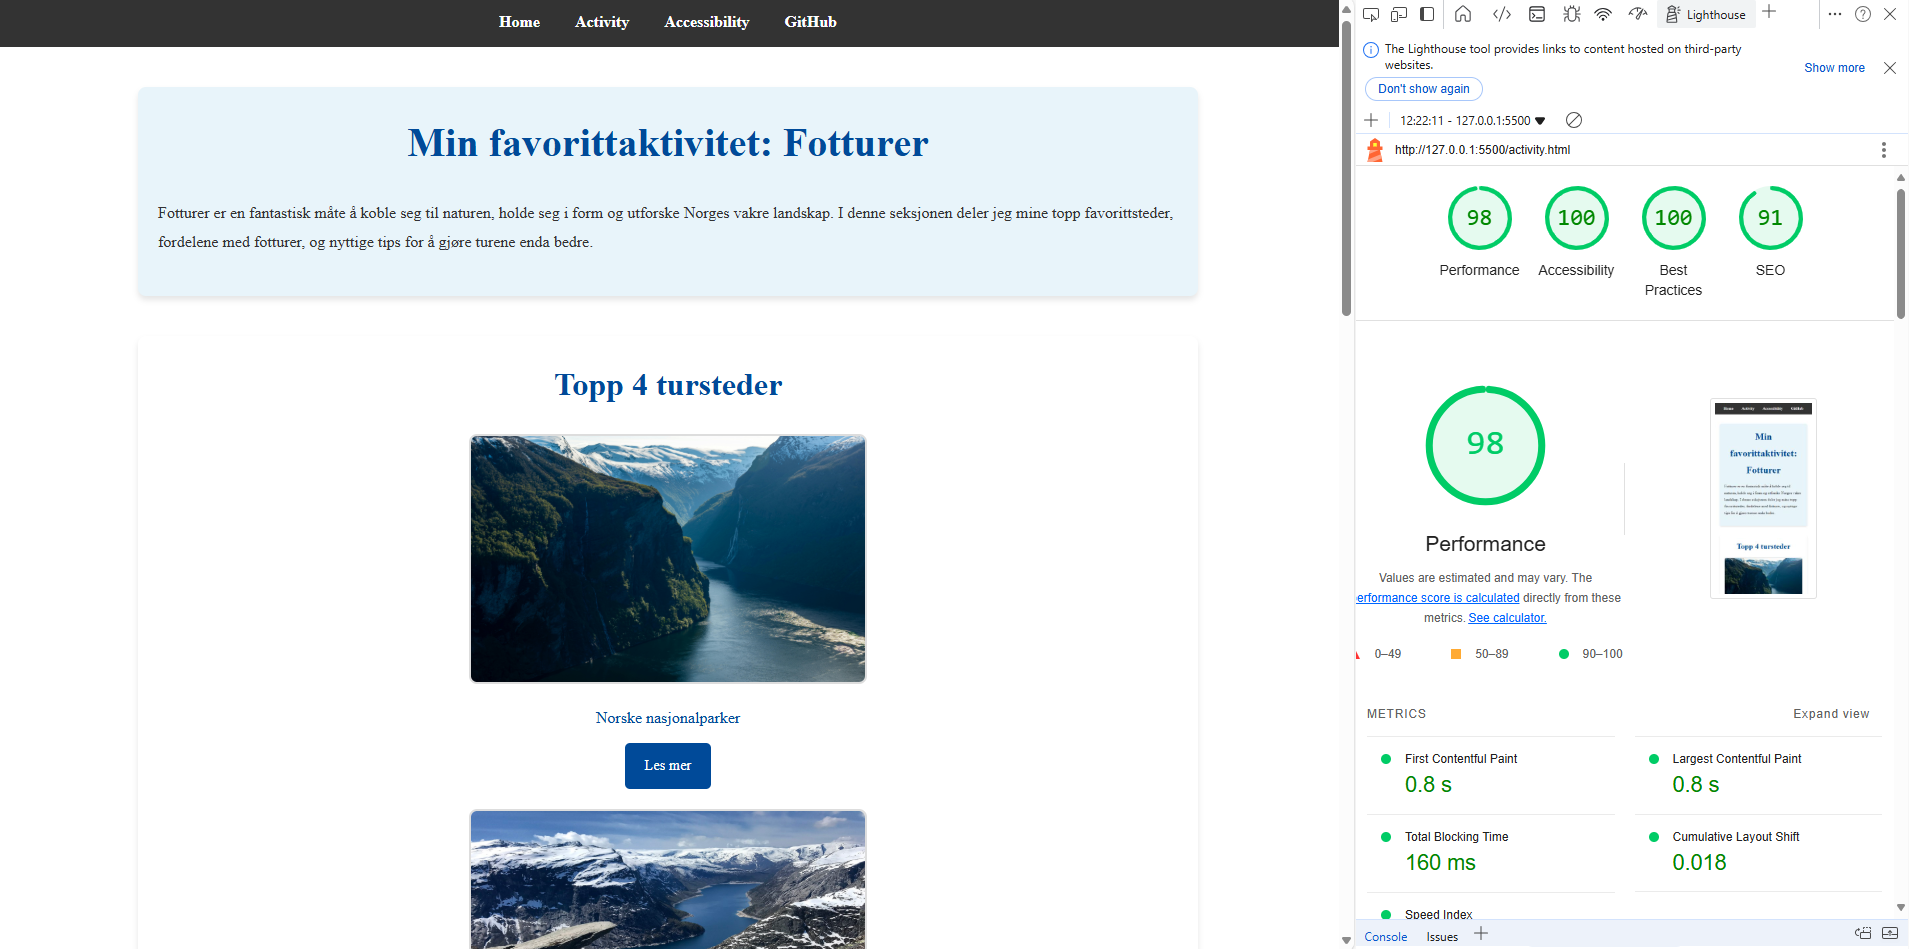 Home Activity Accessibility GitHub
Min favorittaktivitet: Fotturer
Fotturer er en fantastisk måte å koble seg til naturen, holde seg i form og utforske Norges vakre landskap. I denne seksjonen deler jeg mine topp favorittsteder,
fordelene med fotturer, og nyttige tips for å gjøre turene enda bedre.
Topp 4 tursteder
Norske nasjonalparker
Les mer
Lighthouse
The Lighthouse tool provides links to content hosted on third-party
websites.
Show more
Don't show again
12:22:11 - 127.0.0.1:5500
http://127.0.0.1:5500/activity.html
98 100 100 91
Performance Accessibility Best SEO
Practices
98
Performance
Values are estimated and may vary. The
erformance score is calculated directly from these
metrics. See calculator.
0–49 50–89 90–100
Min
favorittaktivitet:
Fotturer
Topp 4 tursteder
METRICS Expand view
First Contentful Paint
0.8 s
Largest Contentful Paint
0.8 s
Total Blocking Time
160 ms
Cumulative Layout Shift
0.018
Speed Index
Console Issues